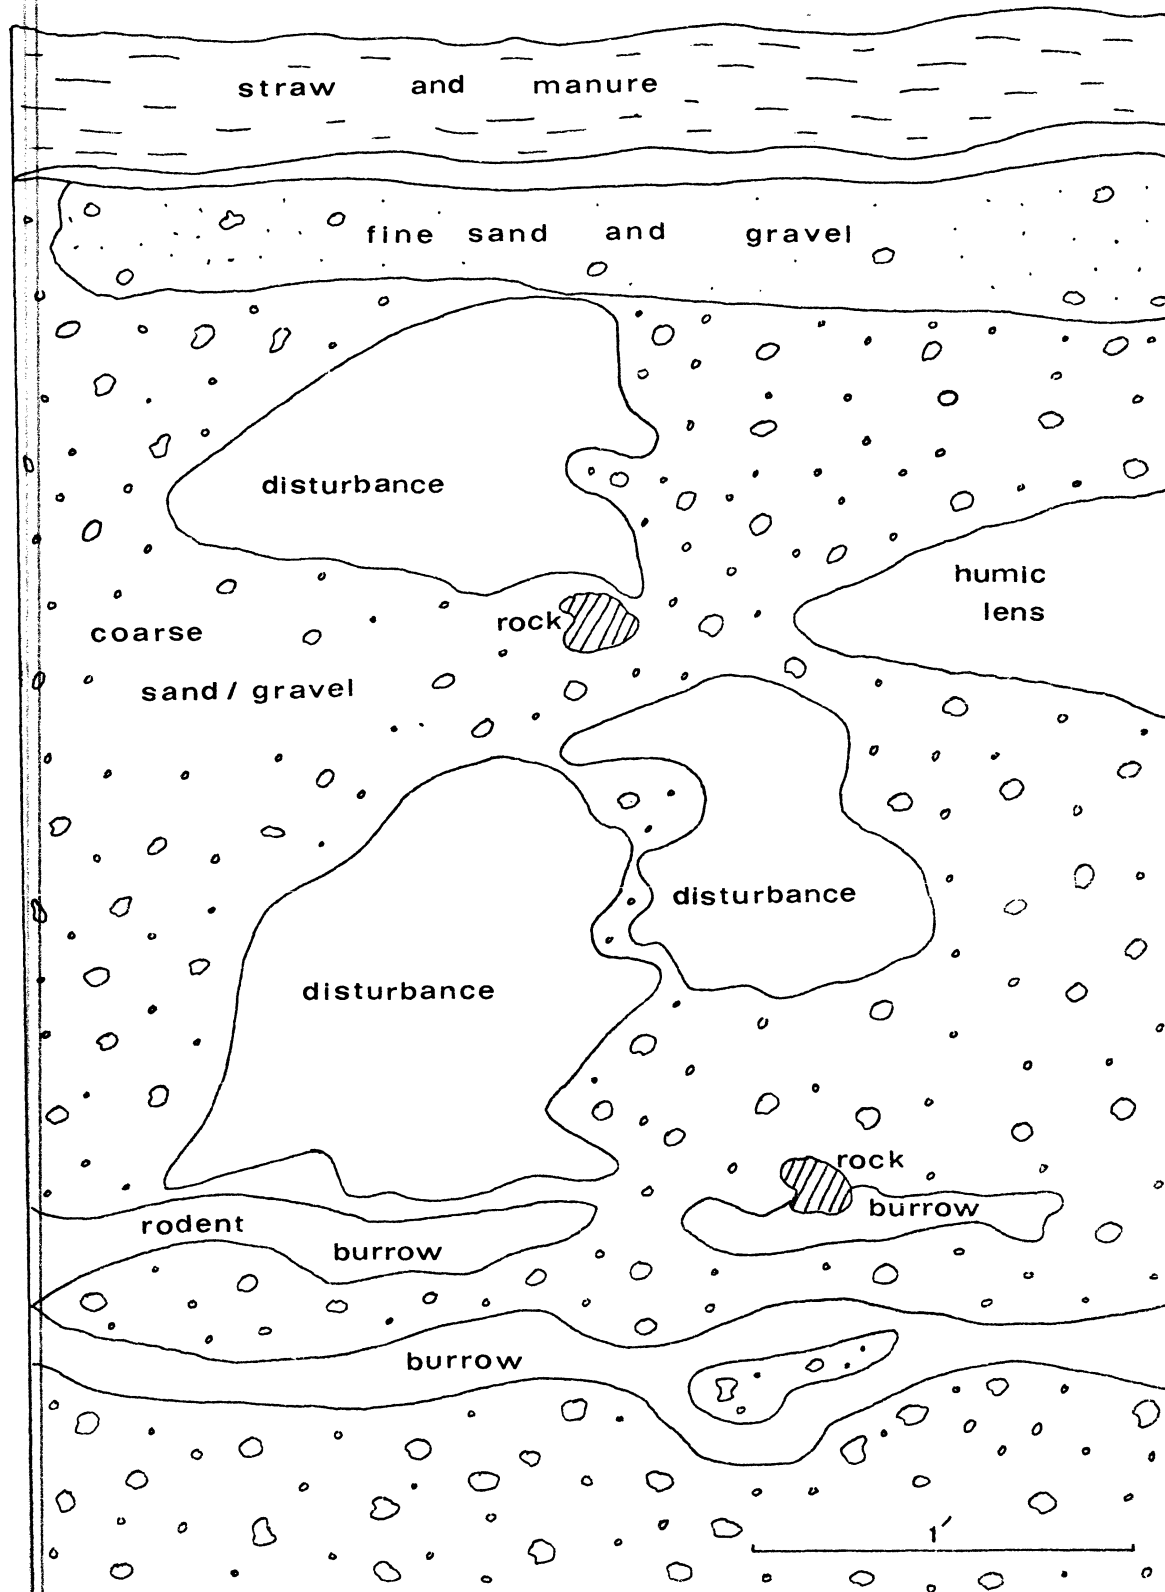 straw and manure
fine sand and gravel
disturbance
humic
lens
rock
coarse
sand / gravel
disturbance
disturbance
rock
burrow
rodent
burrow
burrow
1′